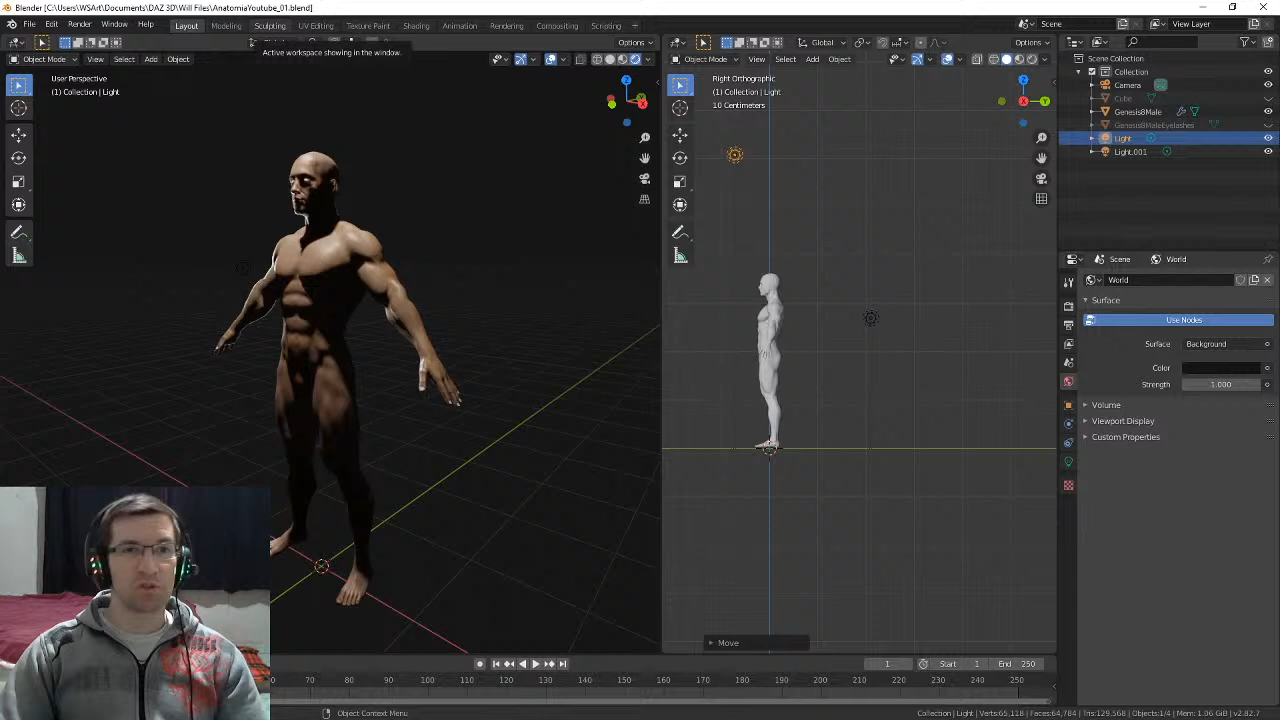 Blender [C:\Users\WSArt\Documents\DAZ 3D\Will Files\AnatomiaYoutube_01.blend]
File Edit Render Window Help Layout Modeling Sculpting UV Editing Texture Paint Shading Animation Rendering Compositing Scripting Scene View Layer
Options Global Options
Active workspace showing in the window.
Object Mode View Select Add Object Object Mode View Select Add Object
User Perspective
(1) Collection | Light
Right Orthographic
(1) Collection | Light
10 Centimeters
Scene Collection
Collection
Camera
Cube
Genesis8Male
Genesis8MaleEyelashes
Light
Light.001
Scene World
World
Surface
Use Nodes
Surface Background
Color
Strength 1.000
Volume
Viewport Display
Custom Properties
Move
1 Start 1 End 250
70 80 90 100 110 120 130 140 150 160 170 180 190 200 210 220 230 240 250
Object Context Menu
Collection | Light | Verts:65,118 | Faces:64,784 | Tris:129,568 | Objects:1/4 | Mem: 1.06 GiB | v2.82.7